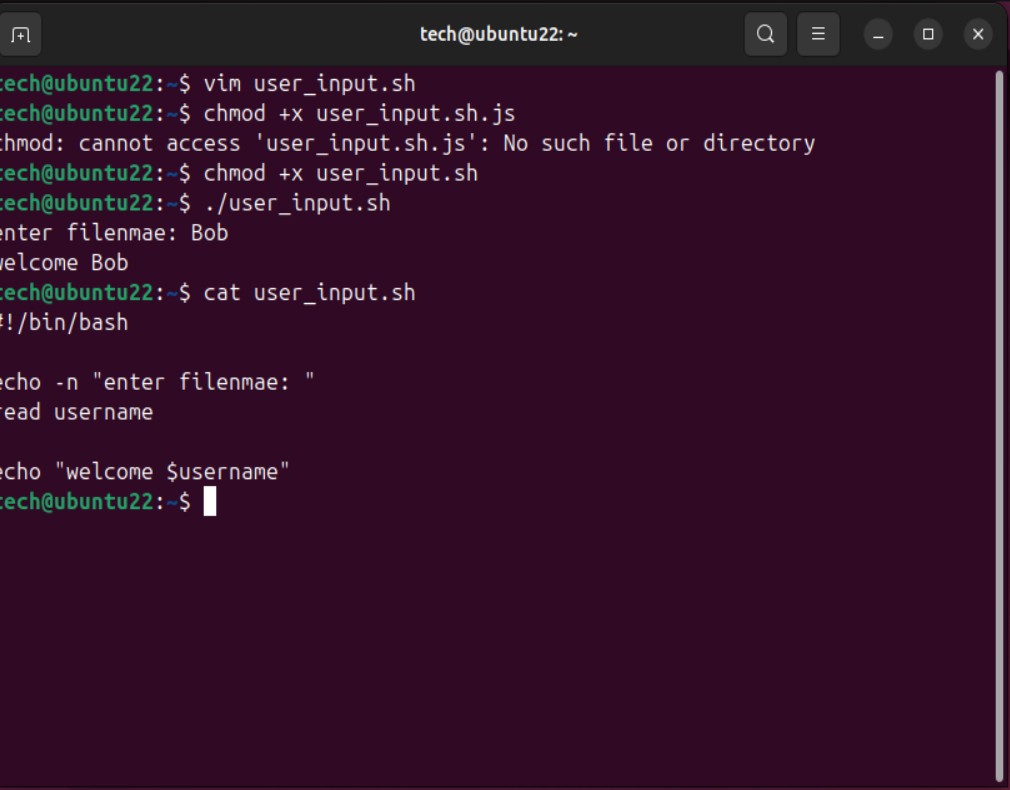 tech@ubuntu22: ~
tech@ubuntu22:~$ vim user_input.sh
tech@ubuntu22:~$ chmod +x user_input.sh.js
chmod: cannot access 'user_input.sh.js': No such file or directory
tech@ubuntu22:~$ chmod +x user_input.sh
tech@ubuntu22:~$ ./user_input.sh
enter filenmae: Bob
welcome Bob
tech@ubuntu22:~$ cat user_input.sh
#!/bin/bash
echo -n "enter filenmae: "
read username
echo "welcome $username"
tech@ubuntu22:~$